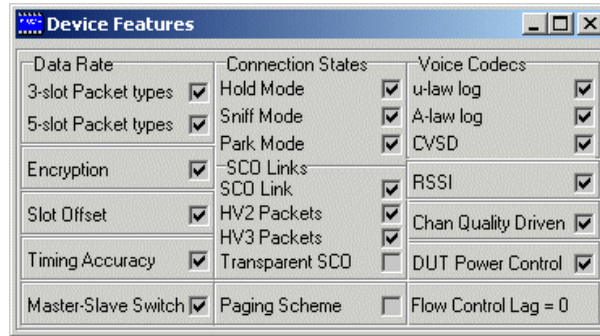 Device Features
Data Rate
3-slot Packet types
5-slot Packet types
Encryption
Slot Offset
Timing Accuracy
Master-Slave Switch
Connection States
Hold Mode
Sniff Mode
Park Mode
SCO Links
SCO Link
HV2 Packets
HV3 Packets
Transparent SCO
Paging Scheme
Voice Codecs
u-law log
A-law log
CVSD
RSSI
Chan Quality Driven
DUT Power Control
Flow Control Lag = 0